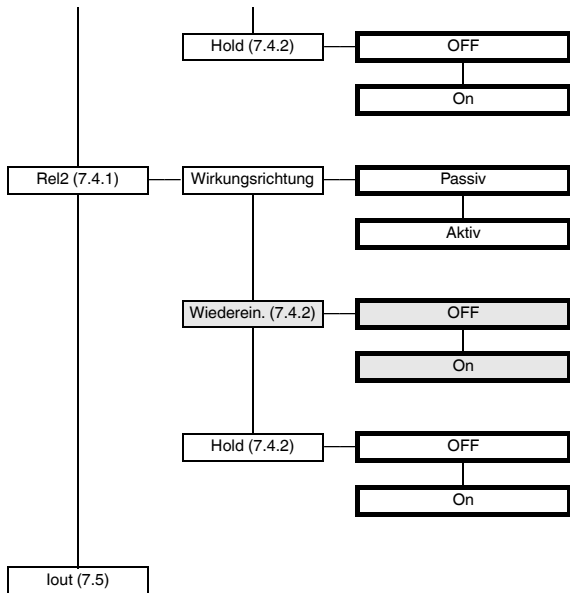 Hold (7.4.2) OFF
On
Rel2 (7.4.1) Wirkungsrichtung Passiv
Aktiv
Wiederein. (7.4.2) OFF
On
Hold (7.4.2) OFF
On
Iout (7.5)